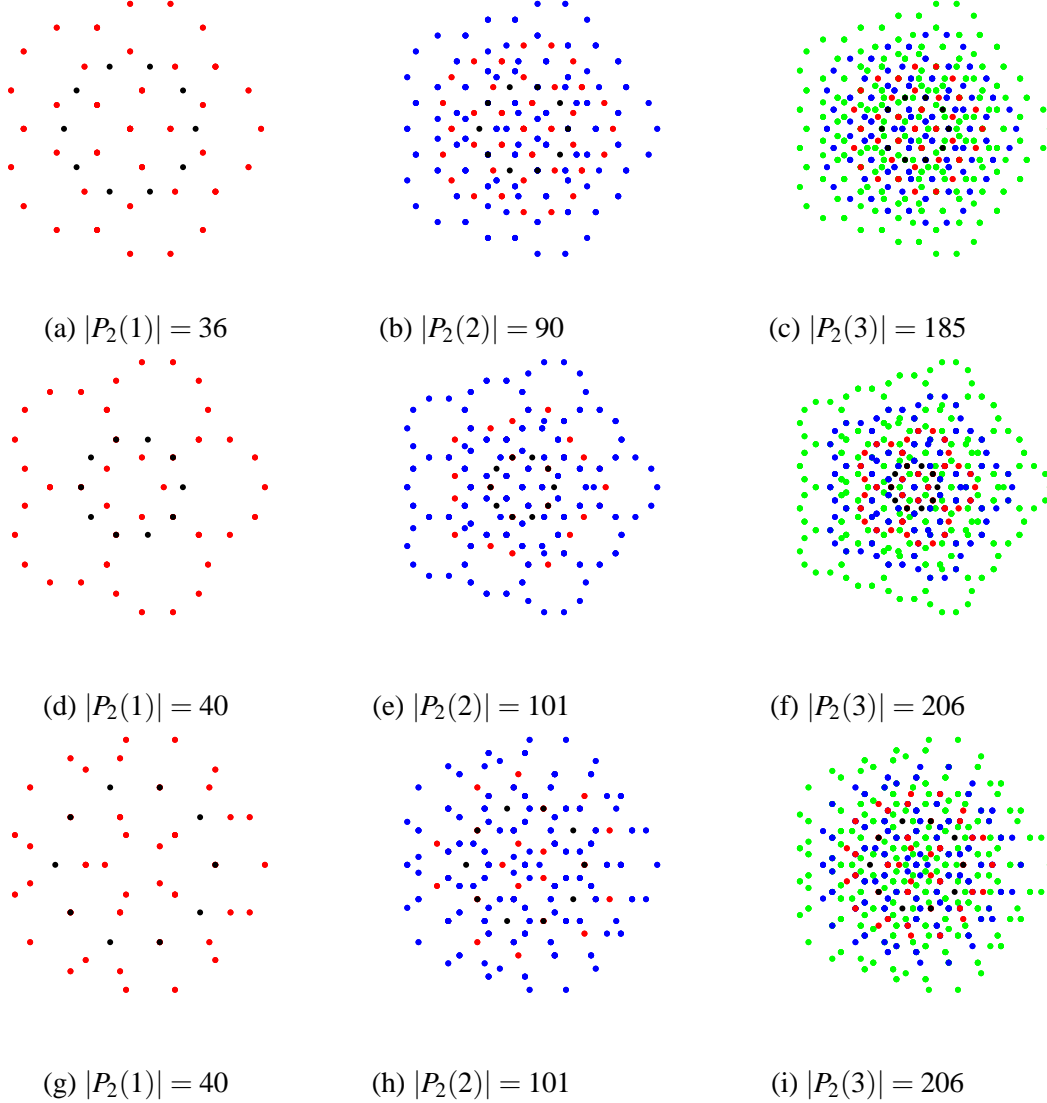 (a) |P₂(1)| = 36 (b) |P₂(2)| = 90 (c) |P₂(3)| = 185
(d) |P₂(1)| = 40 (e) |P₂(2)| = 101 (f) |P₂(3)| = 206
(g) |P₂(1)| = 40 (h) |P₂(2)| = 101 (i) |P₂(3)| = 206